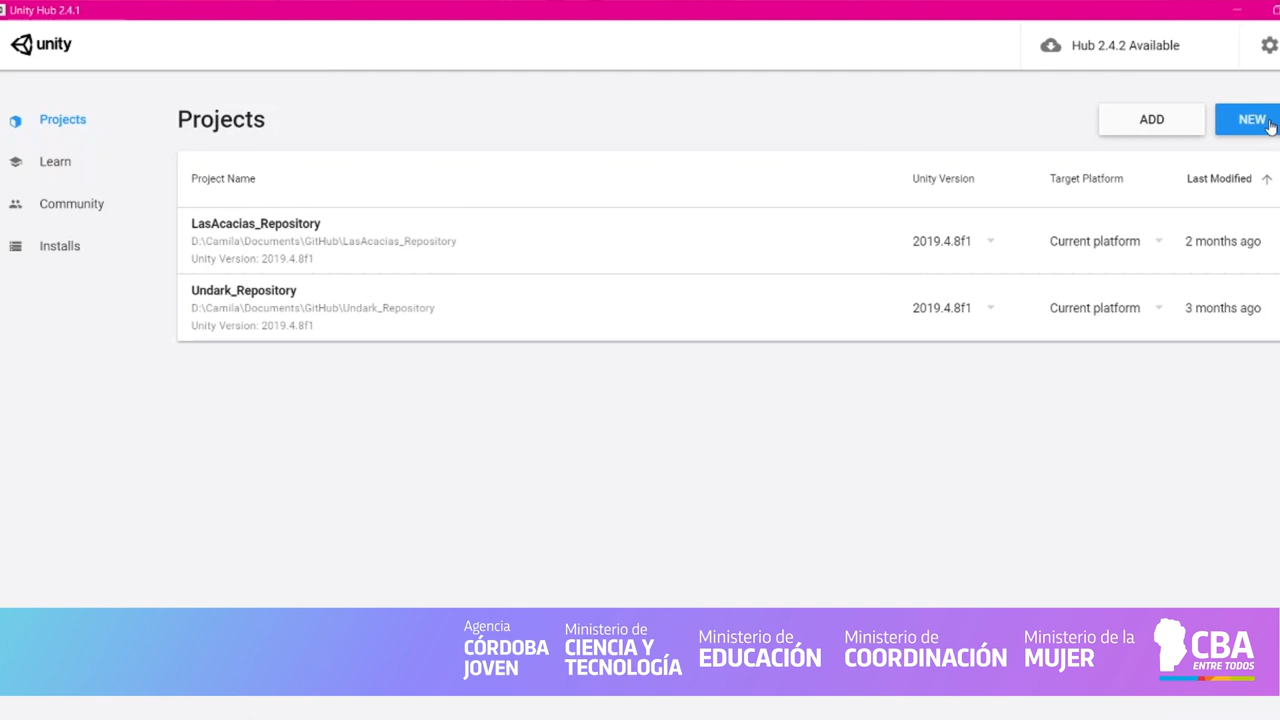 Unity Hub 2.4.1
unity
Hub 2.4.2 Available
Projects
Learn
Community
Installs
Projects
ADD
NEW
Project Name
Unity Version
Target Platform
Last Modified
LasAcacias_Repository
D:\Camila\Documents\GitHub\LasAcacias_Repository
Unity Version: 2019.4.8f1
2019.4.8f1
Current platform
2 months ago
Undark_Repository
D:\Camila\Documents\GitHub\Undark_Repository
Unity Version: 2019.4.8f1
2019.4.8f1
Current platform
3 months ago
Agencia
CÓRDOBA
JOVEN
Ministerio de
CIENCIA Y
TECNOLOGÍA
Ministerio de
EDUCACIÓN
Ministerio de
COORDINACIÓN
Ministerio de la
MUJER
CBA
ENTRE TODOS